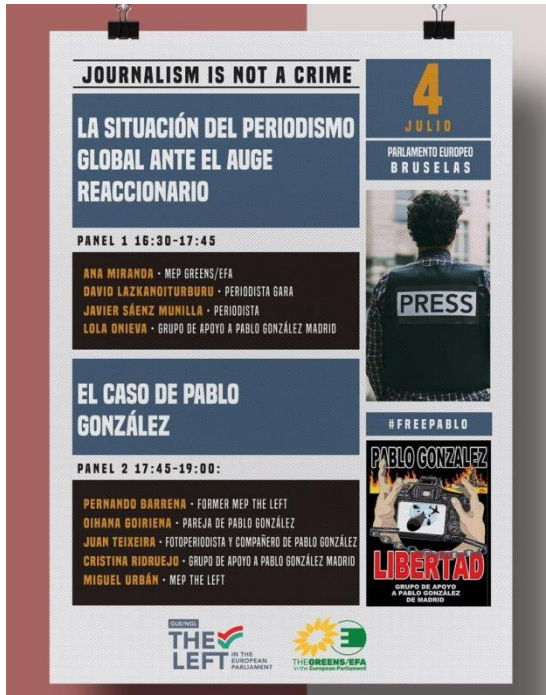 JOURNALISM IS NOT A CRIME
LA SITUACIÓN DEL PERIODISMO
GLOBAL ANTE EL AUGE
REACCIONARIO
PANEL 1 16:30-17:45
ANA MIRANDA · MEP GREENS/EFA
DAVID LAZKANOITURBURU · PERIODISTA GARA
JAVIER SÁENZ MUNILLA · PERIODISTA
LOLA ONIEVA · GRUPO DE APOYO A PABLO GONZÁLEZ MADRID
EL CASO DE PABLO
GONZÁLEZ
PANEL 2 17:45-19:00:
PERNANDO BARRENA · FORMER MEP THE LEFT
OIHANA GOIRIENA · PAREJA DE PABLO GONZÁLEZ
JUAN TEIXEIRA · FOTOPERIODISTA Y COMPAÑERO DE PABLO GONZÁLEZ
CRISTINA RIDRUEJO · GRUPO DE APOYO A PABLO GONZÁLEZ MADRID
MIGUEL URBÁN · MEP THE LEFT
4
JULIO
PARLAMENTO EUROPEO
BRUSELAS
PRESS
#FREEPABLO
PABLO GONZALEZ
LIBERTAD
GRUPO DE APOYO
A PABLO GONZÁLEZ
DE MADRID
GUE/NGL
THE
LEFT
IN THE
EUROPEAN
PARLIAMENT
THE GREENS/EFA
in the European Parliament